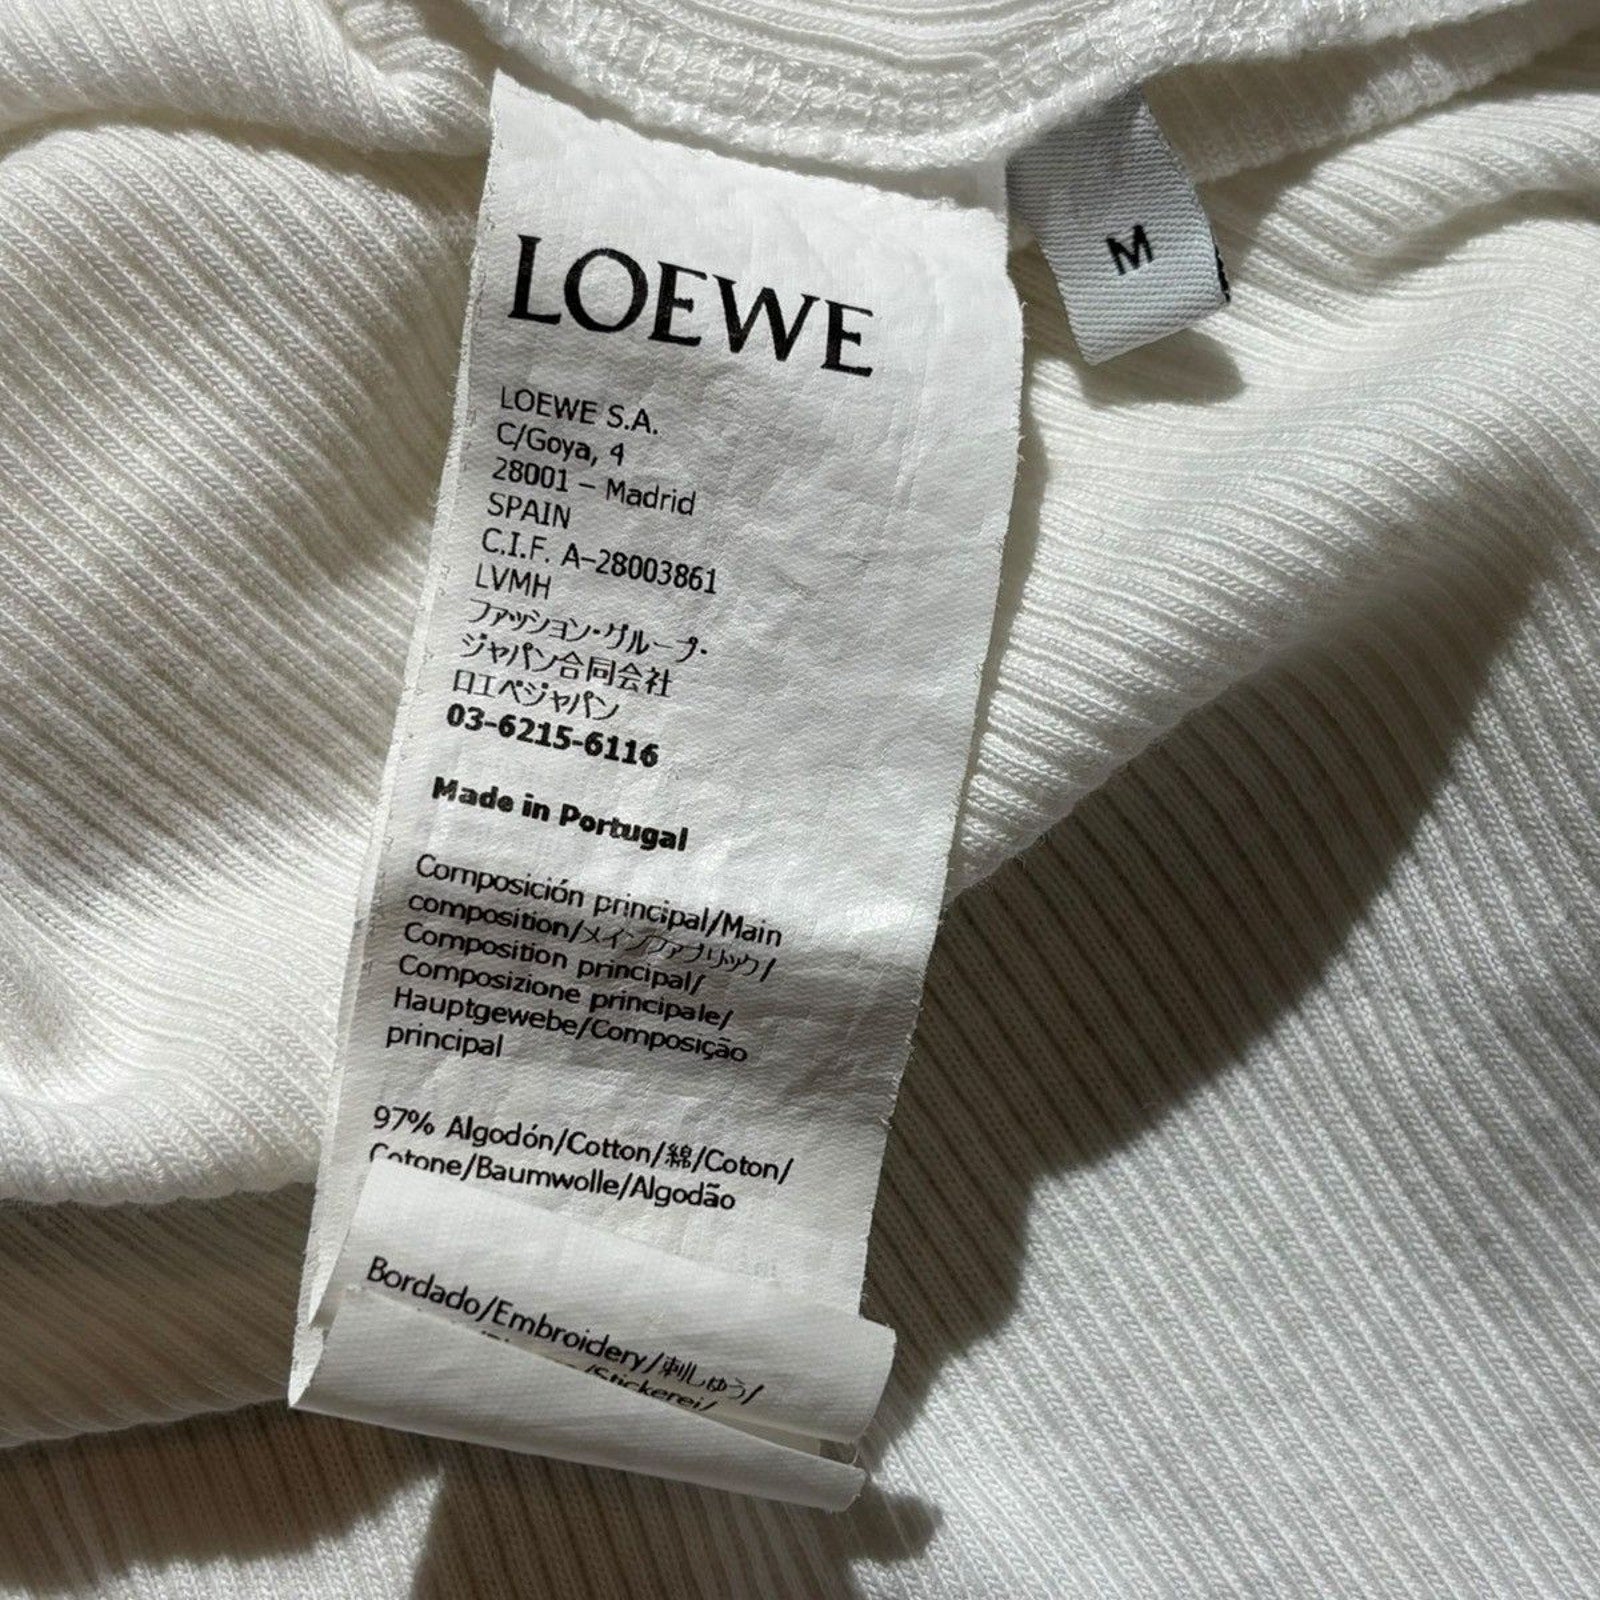 LOEWE
M
LOEWE S.A.
C/Goya, 4
28001 – Madrid
SPAIN
C.I.F. A-28003861
LVMH
ファッション・グループ・
ジャパン合同会社
ロエベジャパン
03-6215-6116
Made in Portugal
Composición principal/Main
composition/メインファブリック/
Composition principal/
Composizione principale/
Hauptgewebe/Composição
principal
97% Algodón/Cotton/綿/Coton/
Cotone/Baumwolle/Algodão
Bordado/Embroidery/刺しゅう/
/Stickerei/